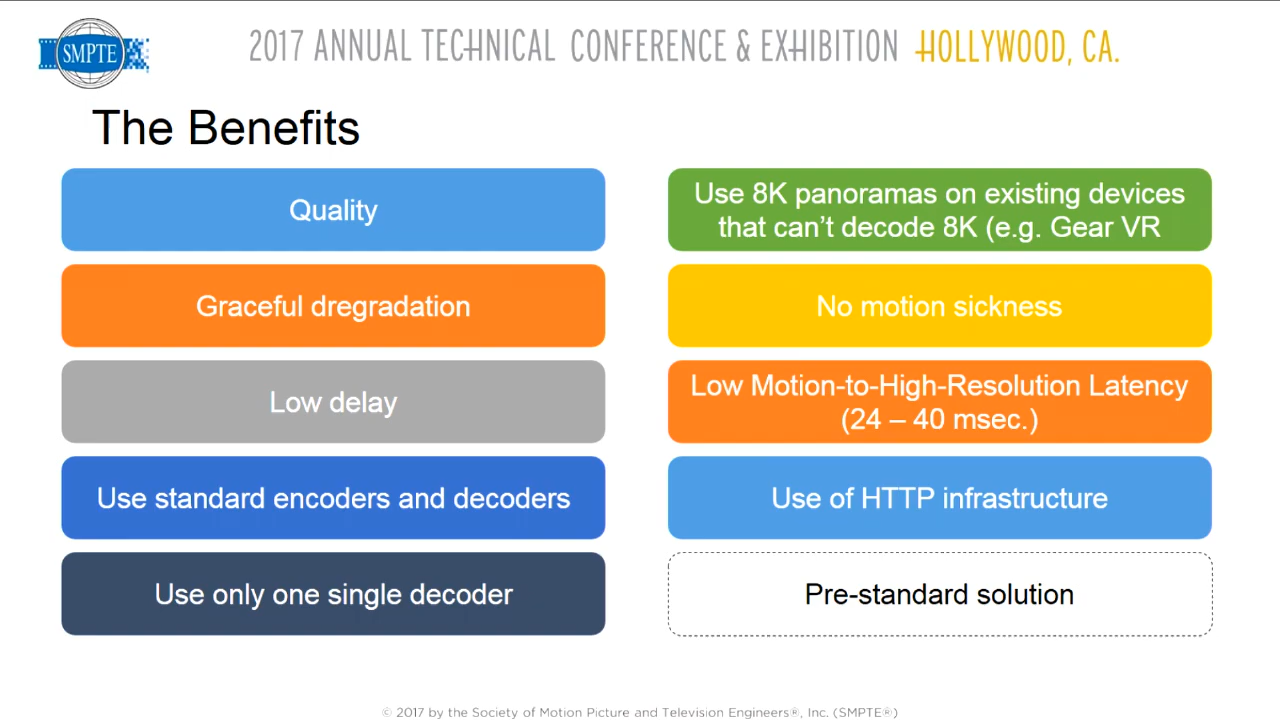 SMPTE
2017 ANNUAL TECHNICAL CONFERENCE & EXHIBITION HOLLYWOOD, CA.
The Benefits
Quality
Graceful dregradation
Low delay
Use standard encoders and decoders
Use only one single decoder
Use 8K panoramas on existing devices
that can’t decode 8K (e.g. Gear VR
No motion sickness
Low Motion-to-High-Resolution Latency
(24 – 40 msec.)
Use of HTTP infrastructure
Pre-standard solution
© 2017 by the Society of Motion Picture and Television Engineers®, Inc. (SMPTE®)